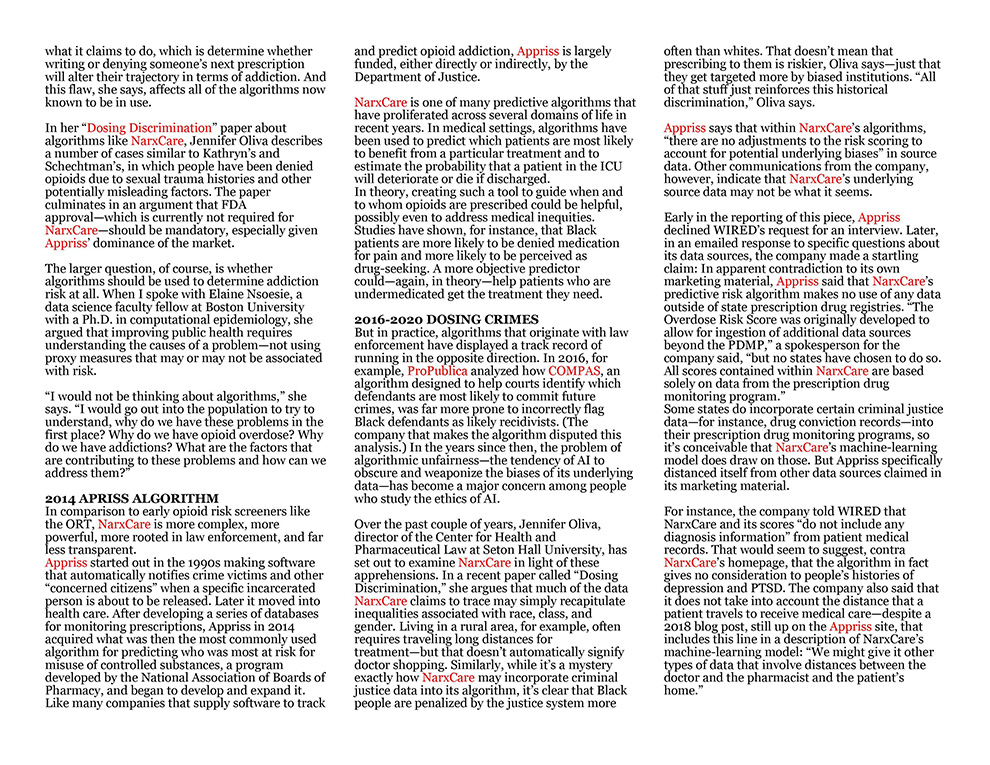 what it claims to do, which is determine whether
writing or denying someone's next prescription
will alter their trajectory in terms of addiction. And
this flaw, she says, affects all of the algorithms now
known to be in use.
In her “Dosing Discrimination” paper about
algorithms like NarxCare, Jennifer Oliva describes
a number of cases similar to Kathryn’s and
Schechtman’s, in which people have been denied
opioids due to sexual trauma histories and other
potentially misleading factors. The paper
culminates in an argument that FDA
approval—which is currently not required for
NarxCare—should be mandatory, especially given
Appriss’ dominance of the market.
The larger question, of course, is whether
algorithms should be used to determine addiction
risk at all. When I spoke with Elaine Nsoesie, a
data science faculty fellow at Boston University
with a Ph.D. in computational epidemiology, she
argued that improving public health requires
understanding the causes of a problem—not using
proxy measures that may or may not be associated
with risk.
“I would not be thinking about algorithms,” she
says. “I would go out into the population to try to
understand, why do we have these problems in the
first place? Why do we have opioid overdose? Why
do we have addictions? What are the factors that
are contributing to these problems and how can we
address them?”
2014 APRISS ALGORITHM
In comparison to early opioid risk screeners like
the ORT, NarxCare is more complex, more
powerful, more rooted in law enforcement, and far
less transparent.
Appriss started out in the 1990s making software
that automatically notifies crime victims and other
“concerned citizens” when a specific incarcerated
person is about to be released. Later it moved into
health care. After developing a series of databases
for monitoring prescriptions, Appriss in 2014
acquired what was then the most commonly used
algorithm for predicting who was most at risk for
misuse of controlled substances, a program
developed by the National Association of Boards of
Pharmacy, and began to develop and expand it.
Like many companies that supply software to track
and predict opioid addiction, Appriss is largely
funded, either directly or indirectly, by the
Department of Justice.
NarxCare is one of many predictive algorithms that
have proliferated across several domains of life in
recent years. In medical settings, algorithms have
been used to predict which patients are most likely
to benefit from a particular treatment and to
estimate the probability that a patient in the ICU
will deteriorate or die if discharged.
In theory, creating such a tool to guide when and
to whom opioids are prescribed could be helpful,
possibly even to address medical inequities.
Studies have shown, for instance, that Black
patients are more likely to be denied medication
for pain and more likely to be perceived as
drug-seeking. A more objective predictor
could—again, in theory—help patients who are
undermedicated get the treatment they need.
2016-2020 DOSING CRIMES
But in practice, algorithms that originate with law
enforcement have displayed a track record of
running in the opposite direction. In 2016, for
example, ProPublica analyzed how COMPAS, an
algorithm designed to help courts identify which
defendants are most likely to commit future
crimes, was far more prone to incorrectly flag
Black defendants as likely recidivists. (The
company that makes the algorithm disputed this
analysis.) In the years since then, the problem of
algorithmic unfairness—the tendency of AI to
obscure and weaponize the biases of its underlying
data—has become a major concern among people
who study the ethics of AI.
Over the past couple of years, Jennifer Oliva,
director of the Center for Health and
Pharmaceutical Law at Seton Hall University, has
set out to examine NarxCare in light of these
apprehensions. In a recent paper called “Dosing
Discrimination,” she argues that much of the data
NarxCare claims to trace may simply recapitulate
inequalities associated with race, class, and
gender. Living in a rural area, for example, often
requires traveling long distances for
treatment—but that doesn’t automatically signify
doctor shopping. Similarly, while it’s a mystery
exactly how NarxCare may incorporate criminal
justice data into its algorithm, it’s clear that Black
people are penalized by the justice system more
often than whites. That doesn’t mean that
prescribing to them is riskier, Oliva says—just that
they get targeted more by biased institutions. “All
of that stuff just reinforces this historical
discrimination,” Oliva says.
Appriss says that within NarxCare’s algorithms,
“there are no adjustments to the risk scoring to
account for potential underlying biases” in source
data. Other communications from the company,
however, indicate that NarxCare’s underlying
source data may not be what it seems.
Early in the reporting of this piece, Appriss
declined WIRED’s request for an interview. Later,
in an emailed response to specific questions about
its data sources, the company made a startling
claim: In apparent contradiction to its own
marketing material, Appriss said that NarxCare’s
predictive risk algorithm makes no use of any data
outside of state prescription drug registries. “The
Overdose Risk Score was originally developed to
allow for ingestion of additional data sources
beyond the PDMP,” a spokesperson for the
company said, “but no states have chosen to do so.
All scores contained within NarxCare are based
solely on data from the prescription drug
monitoring program.”
Some states do incorporate certain criminal justice
data—for instance, drug conviction records—into
their prescription drug monitoring programs, so
it’s conceivable that NarxCare’s machine-learning
model does draw on those. But Appriss specifically
distanced itself from other data sources claimed in
its marketing material.
For instance, the company told WIRED that
NarxCare and its scores “do not include any
diagnosis information” from patient medical
records. That would seem to suggest, contra
NarxCare’s homepage, that the algorithm in fact
gives no consideration to people’s histories of
depression and PTSD. The company also said that
it does not take into account the distance that a
patient travels to receive medical care—despite a
2018 blog post, still up on the Appriss site, that
includes this line in a description of NarxCare’s
machine-learning model: “We might give it other
types of data that involve distances between the
doctor and the pharmacist and the patient’s
home.”